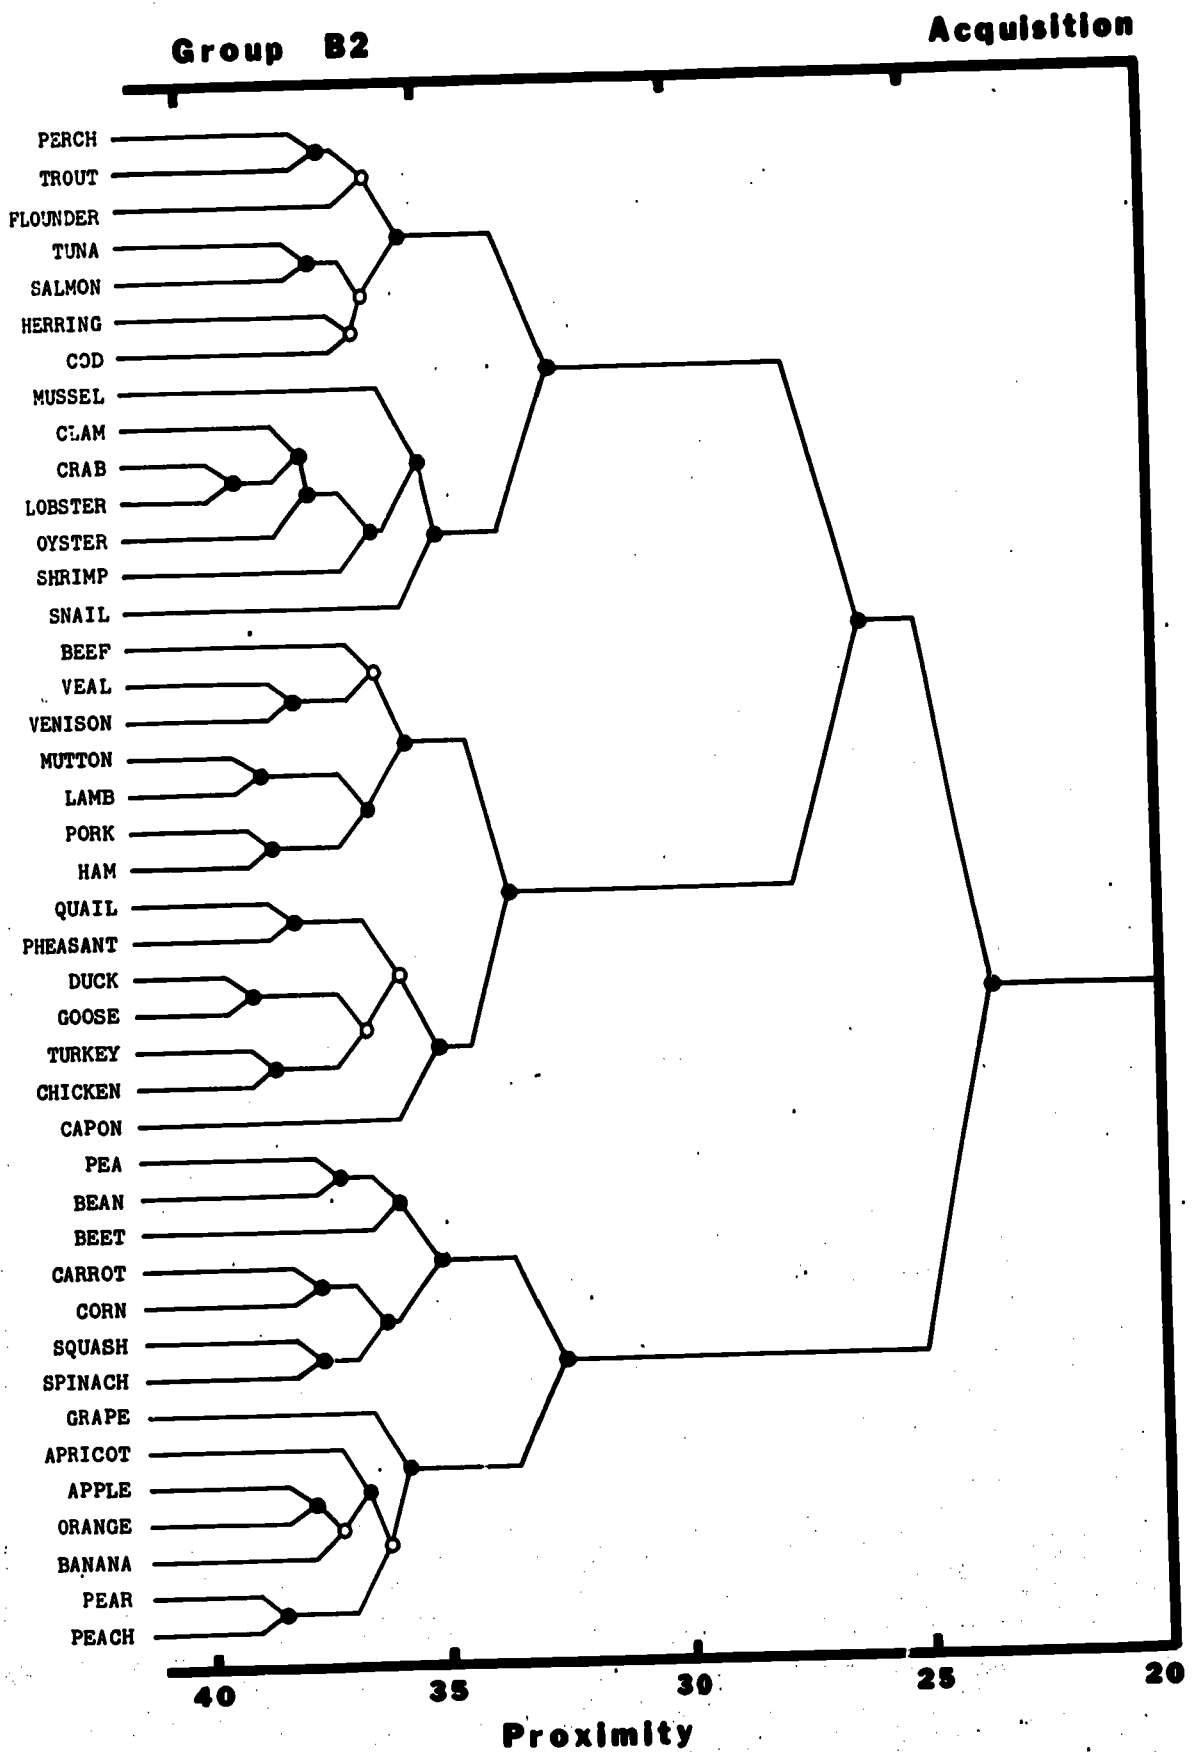 Group B2
Acquisition
PERCH
TROUT
FLOUNDER
TUNA
SALMON
HERRING
COD
MUSSEL
CLAM
CRAB
LOBSTER
OYSTER
SHRIMP
SNAIL
BEEF
VEAL
VENISON
MUTTON
LAMB
PORK
HAM
QUAIL
PHEASANT
DUCK
GOOSE
TURKEY
CHICKEN
CAPON
PEA
BEAN
BEET
CARROT
CORN
SQUASH
SPINACH
GRAPE
APRICOT
APPLE
ORANGE
BANANA
PEAR
PEACH
40 35 30 25 20
Proximity